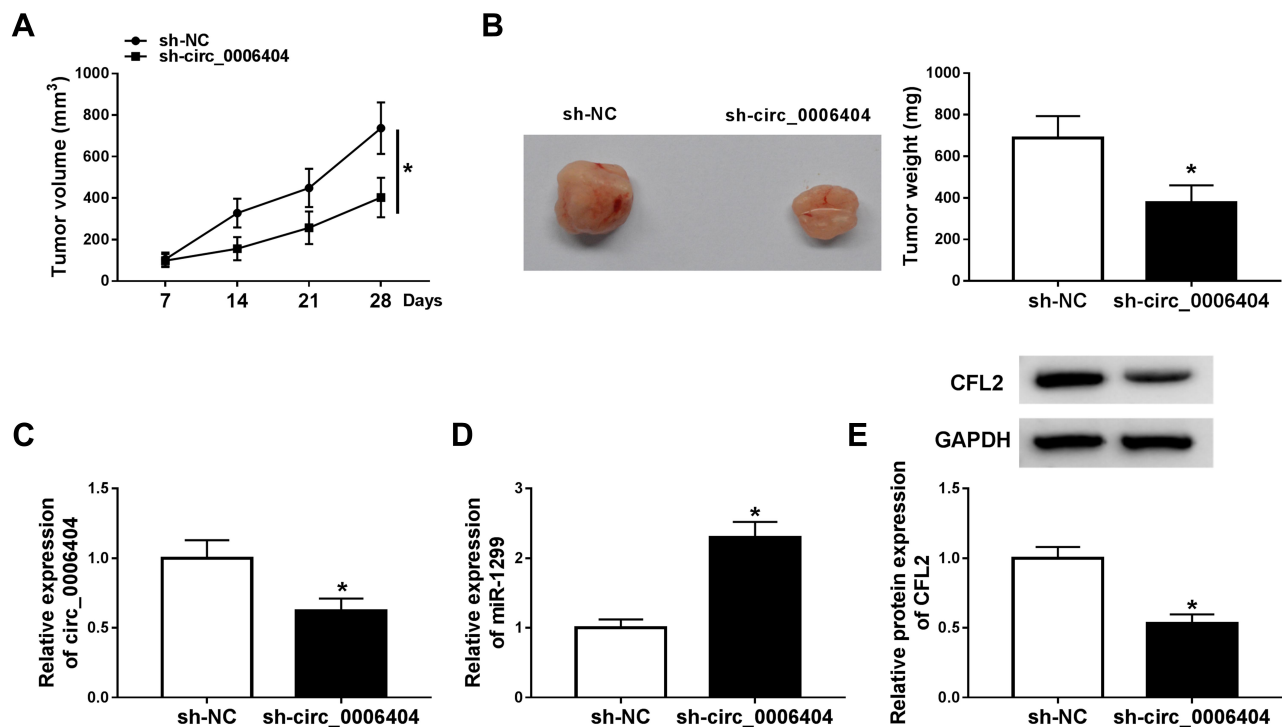 A
sh-NC
sh-circ_0006404
Tumor volume (mm³)
1000
800
600
400
200
0
7 14 21 28 Days
*
B
sh-NC sh-circ_0006404
Tumor weight (mg)
1000
800
600
400
200
0
*
sh-NC sh-circ_0006404
C
Relative expression
of circ_0006404
1.5
1.0
0.5
0.0
*
sh-NC sh-circ_0006404
D
Relative expression
of miR-1299
3
2
1
0
*
sh-NC sh-circ_0006404
E
CFL2
GAPDH
Relative protein expression
of CFL2
1.5
1.0
0.5
0.0
*
sh-NC sh-circ_0006404